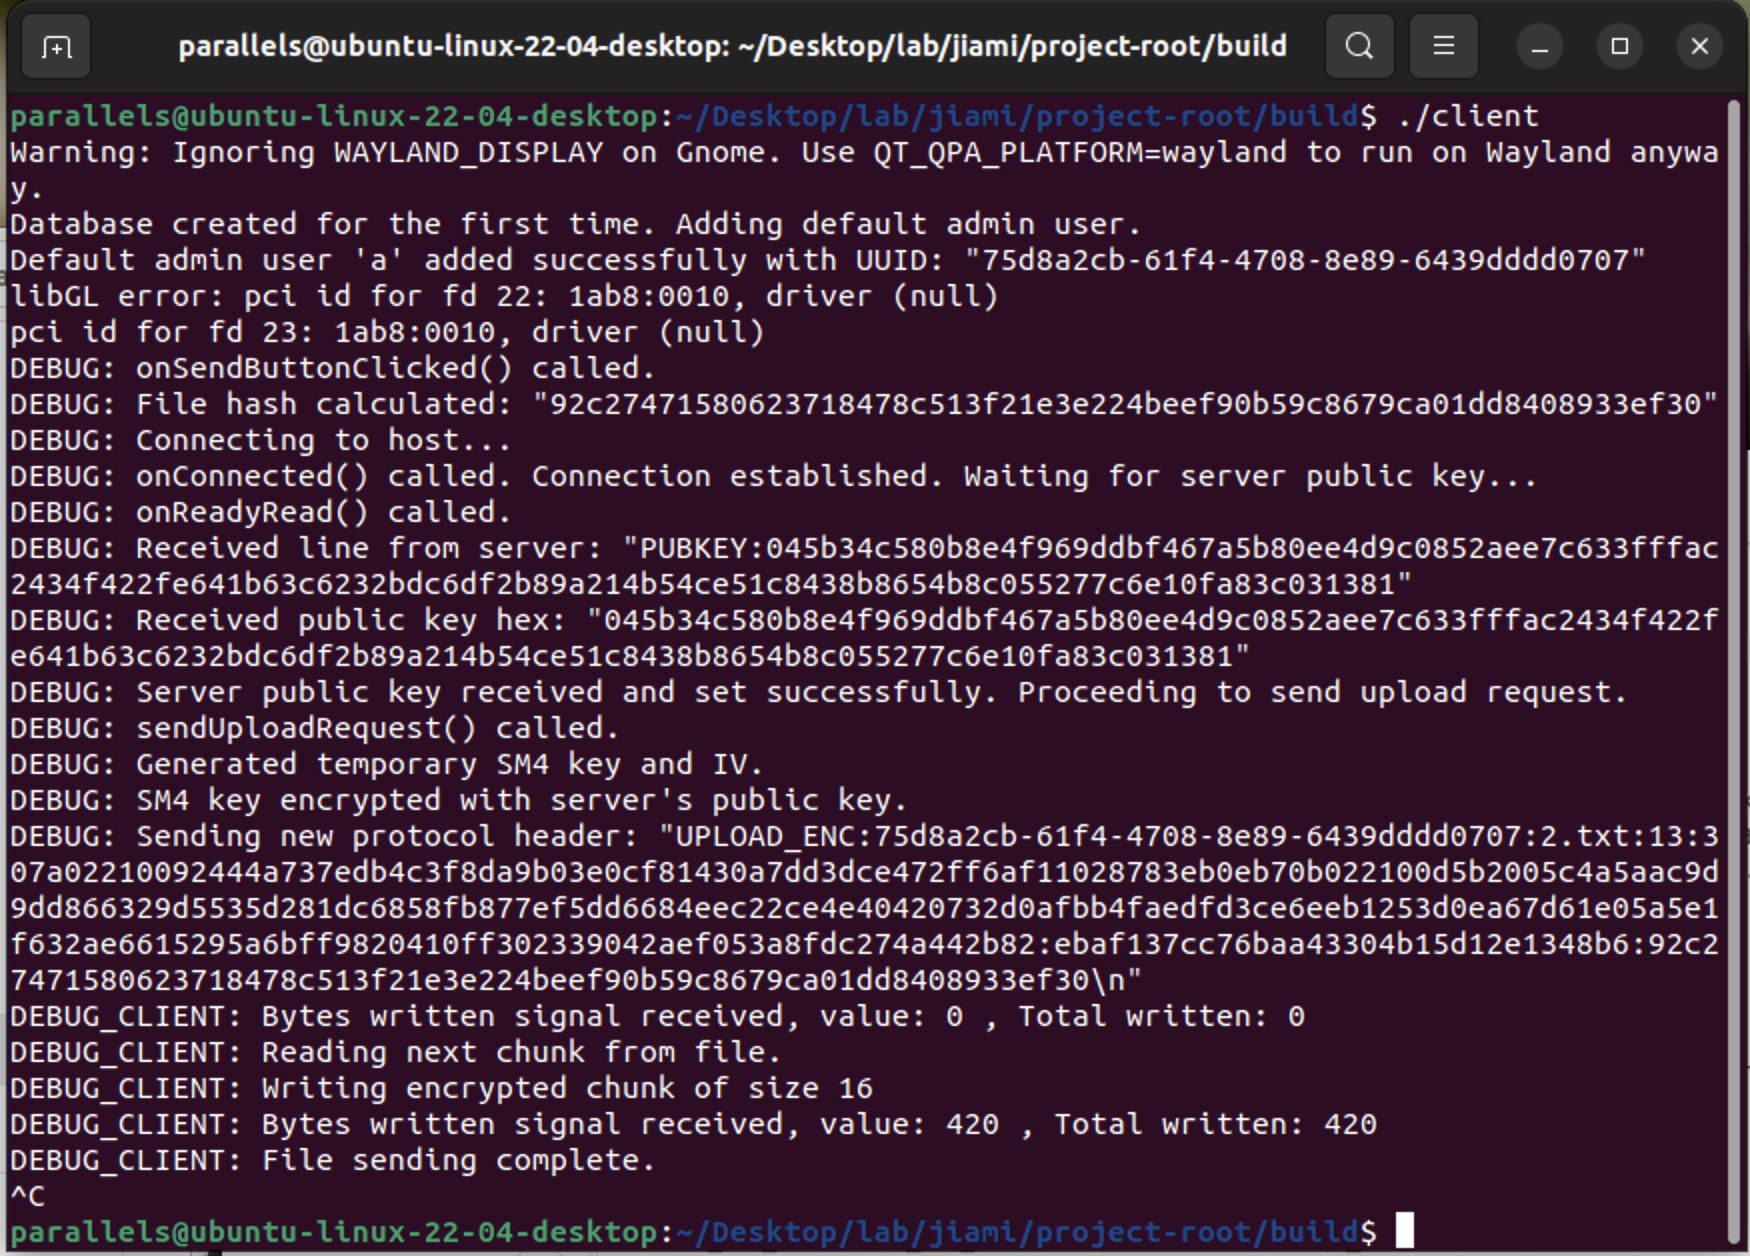 parallels@ubuntu-linux-22-04-desktop: ~/Desktop/lab/jiami/project-root/build
parallels@ubuntu-linux-22-04-desktop:~/Desktop/lab/jiami/project-root/build$ ./client
Warning: Ignoring WAYLAND_DISPLAY on Gnome. Use QT_QPA_PLATFORM=wayland to run on Wayland anywa
y.
Database created for the first time. Adding default admin user.
Default admin user 'a' added successfully with UUID: "75d8a2cb-61f4-4708-8e89-6439dddd0707"
libGL error: pci id for fd 22: 1ab8:0010, driver (null)
pci id for fd 23: 1ab8:0010, driver (null)
DEBUG: onSendButtonClicked() called.
DEBUG: File hash calculated: "92c27471580623718478c513f21e3e224beef90b59c8679ca01dd8408933ef30"
DEBUG: Connecting to host...
DEBUG: onConnected() called. Connection established. Waiting for server public key...
DEBUG: onReadyRead() called.
DEBUG: Received line from server: "PUBKEY:045b34c580b8e4f969ddbf467a5b80ee4d9c0852aee7c633fffac
2434f422fe641b63c6232bdc6df2b89a214b54ce51c8438b8654b8c055277c6e10fa83c031381"
DEBUG: Received public key hex: "045b34c580b8e4f969ddbf467a5b80ee4d9c0852aee7c633fffac2434f422f
e641b63c6232bdc6df2b89a214b54ce51c8438b8654b8c055277c6e10fa83c031381"
DEBUG: Server public key received and set successfully. Proceeding to send upload request.
DEBUG: sendUploadRequest() called.
DEBUG: Generated temporary SM4 key and IV.
DEBUG: SM4 key encrypted with server's public key.
DEBUG: Sending new protocol header: "UPLOAD_ENC:75d8a2cb-61f4-4708-8e89-6439dddd0707:2.txt:13:3
07a02210092444a737edb4c3f8da9b03e0cf81430a7dd3dce472ff6af11028783eb0eb70b022100d5b2005c4a5aac9d
9dd866329d5535d281dc6858fb877ef5dd6684eec22ce4e40420732d0afbb4faedfd3ce6eeb1253d0ea67d61e05a5e1
f632ae6615295a6bff9820410ff302339042aef053a8fdc274a442b82:ebaf137cc76baa43304b15d12e1348b6:92c2
7471580623718478c513f21e3e224beef90b59c8679ca01dd8408933ef30\n"
DEBUG_CLIENT: Bytes written signal received, value: 0 , Total written: 0
DEBUG_CLIENT: Reading next chunk from file.
DEBUG_CLIENT: Writing encrypted chunk of size 16
DEBUG_CLIENT: Bytes written signal received, value: 420 , Total written: 420
DEBUG_CLIENT: File sending complete.
^C
parallels@ubuntu-linux-22-04-desktop:~/Desktop/lab/jiami/project-root/build$